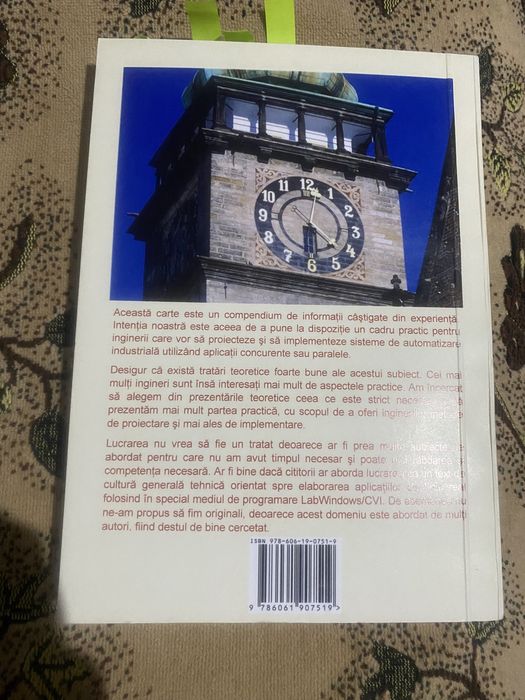 11 12 1
10 2
9 3
8 4
7 6 5
Această carte este un compendium de informații câștigate din experiență.
Intenția noastră este aceea de a pune la dispoziție un cadru practic pentru
inginerii care vor să proiecteze și să implementeze sisteme de automatizare
industrială utilizând aplicații concurente sau paralele.
Desigur că există tratări teoretice foarte bune ale acestui subiect. Cei mai
mulți ingineri sunt însă interesați mai mult de aspectele practice. Am încercat
să alegem din prezentările teoretice ceea ce este strict necesar
prezentăm mai mult partea practică, cu scopul de a oferi
de proiectare și mai ales de implementare.
Lucrarea nu vrea să fie un tratat deoarece ar fi prea multe
abordat pentru care nu am avut timpul necesar și poate
competența necesară. Ar fi bine dacă cititorii ar aborda lucrarea ca un text de
cultură generală tehnică orientat spre elaborarea aplicațiilor
folosind în special mediul de programare LabWindows/CVI. De asemenea nu
ne-am propus să fim originali, deoarece acest domeniu este abordat de mulți
autori, fiind destul de bine cercetat.
ISBN 978-606-19-0751-9
9 786061 907519>